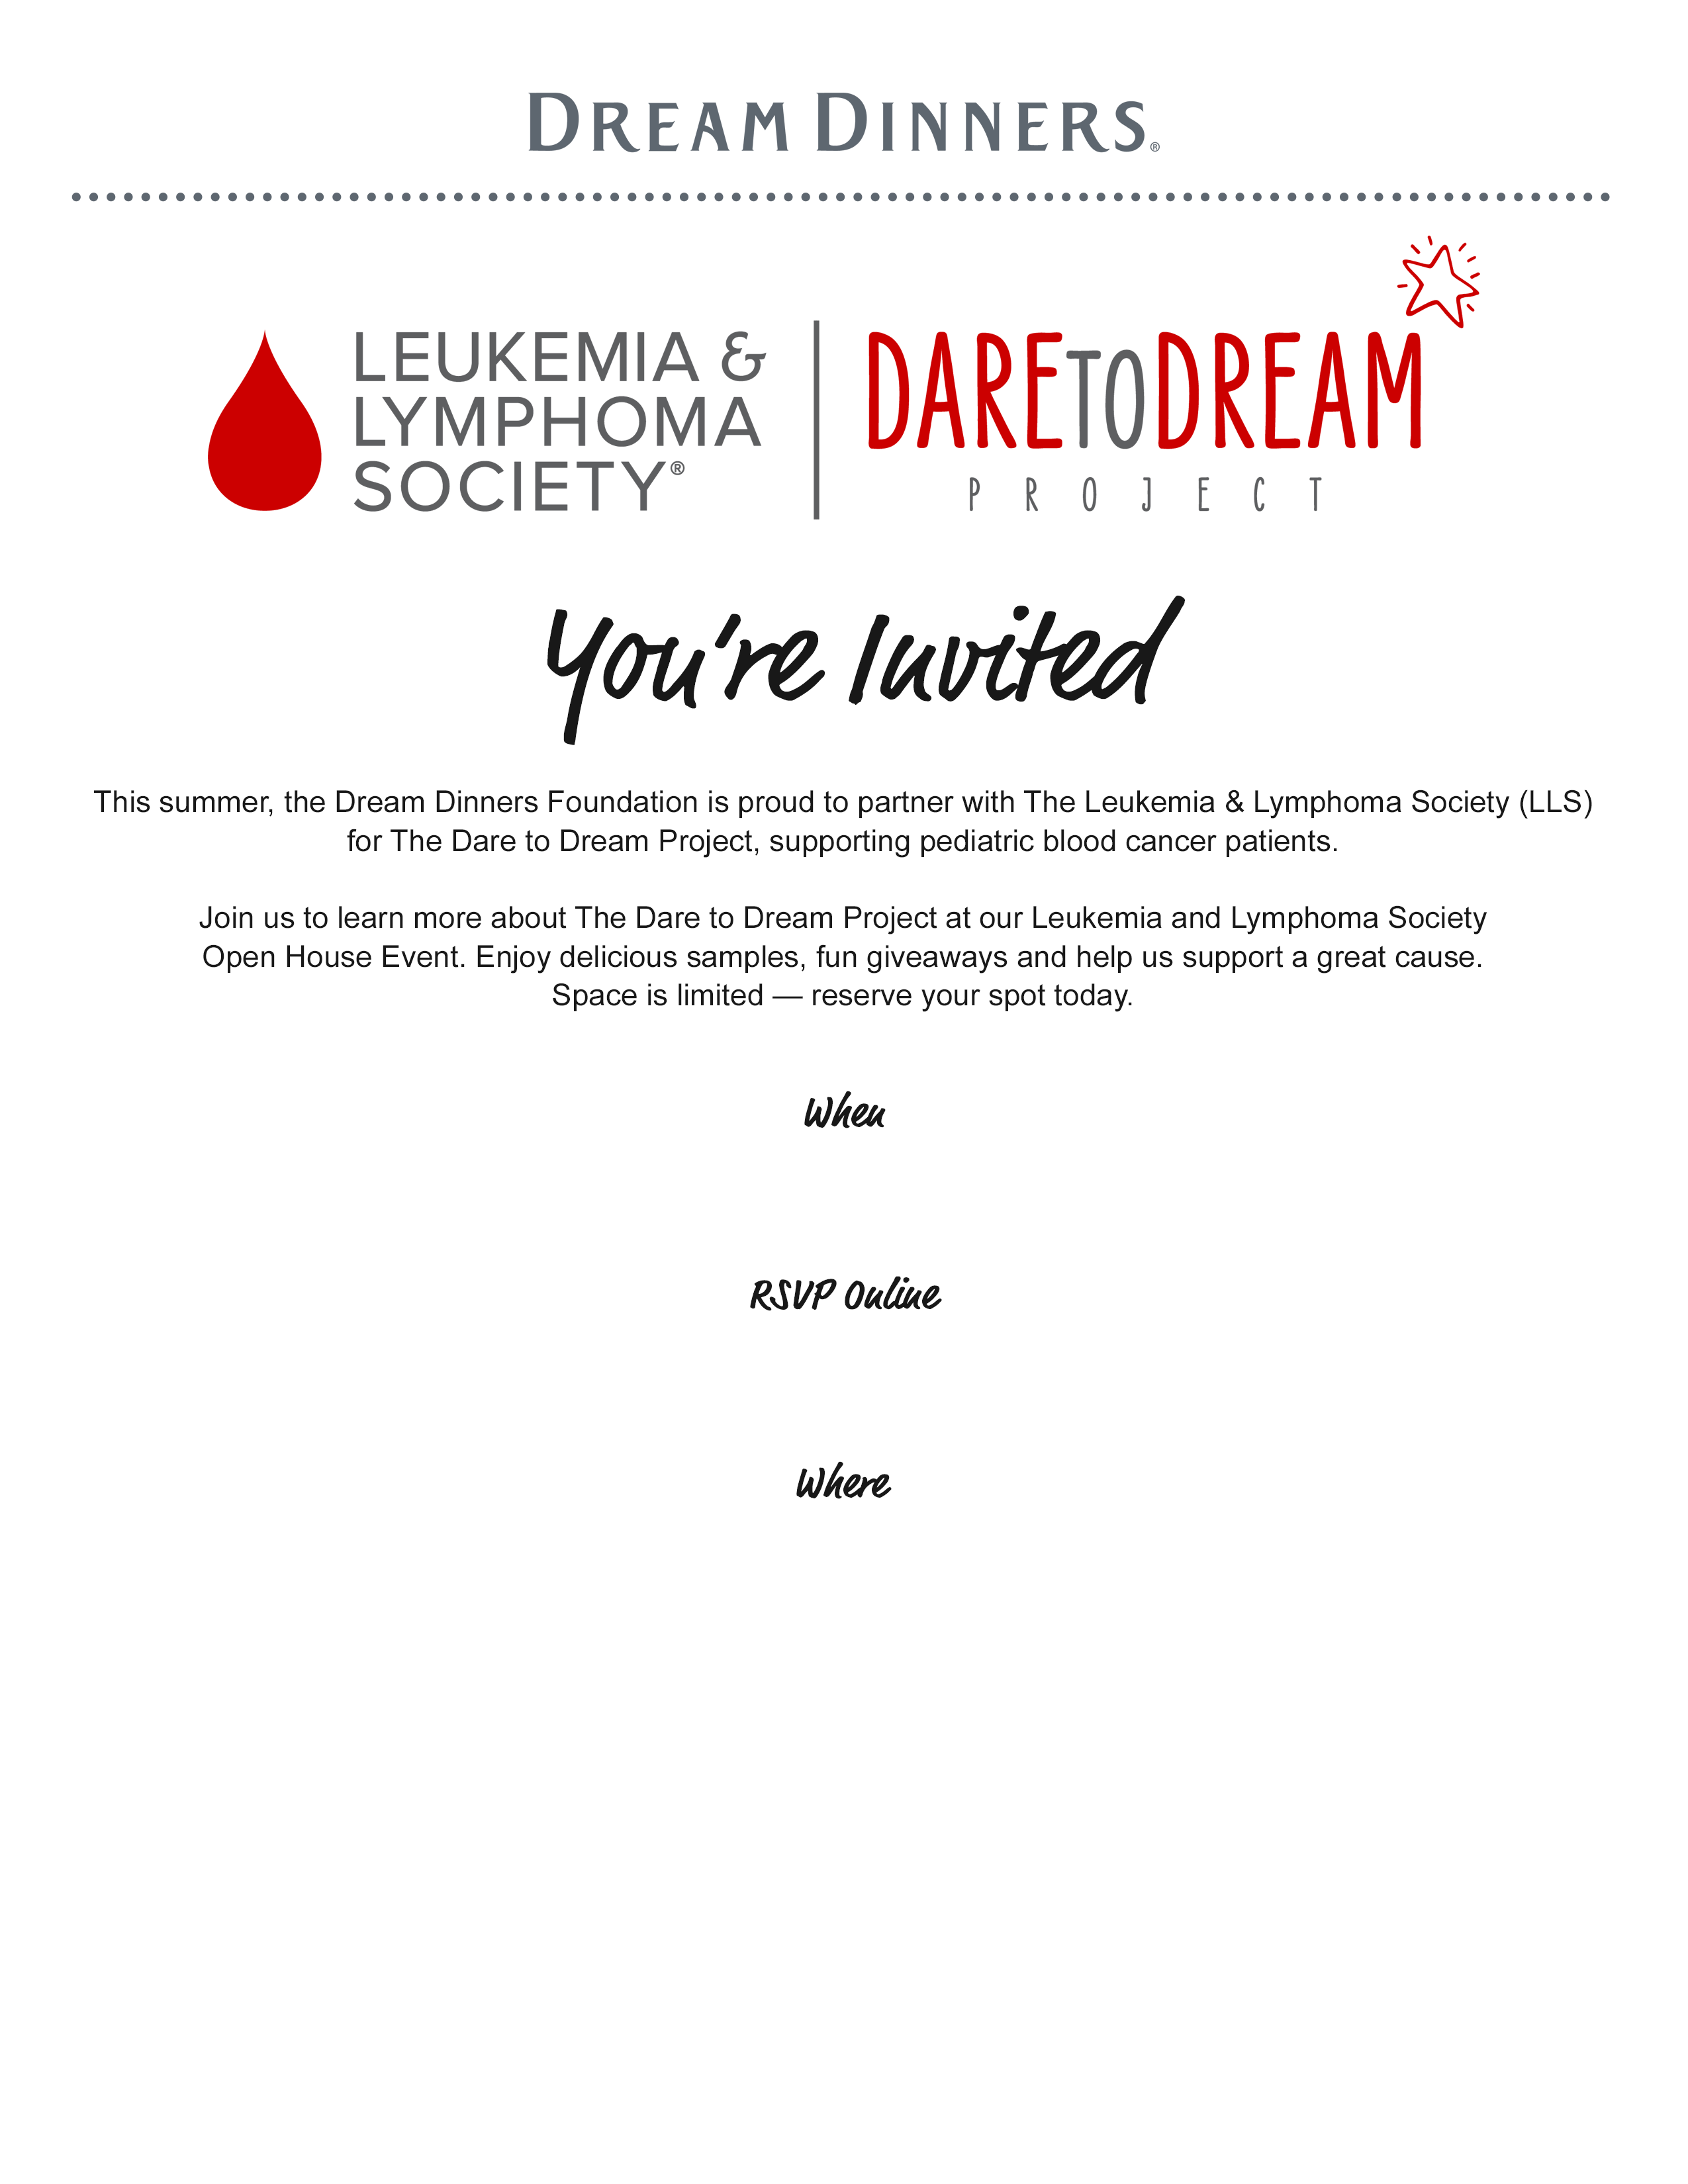 DREAM DINNERS®
LEUKEMIA &
LYMPHOMA
SOCIETY®
DARETODREAM
PROJECT
You're Invited
This summer, the Dream Dinners Foundation is proud to partner with The Leukemia & Lymphoma Society (LLS)
for The Dare to Dream Project, supporting pediatric blood cancer patients.
Join us to learn more about The Dare to Dream Project at our Leukemia and Lymphoma Society
Open House Event. Enjoy delicious samples, fun giveaways and help us support a great cause.
Space is limited — reserve your spot today.
When
RSVP Online
Where